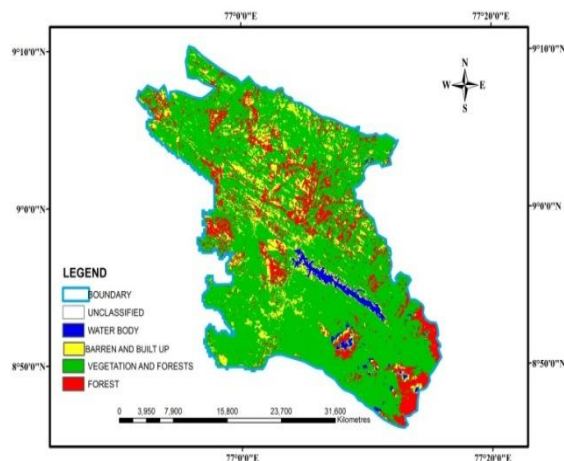 77°0'0"E 77°20'0"E
9°10'0"N 9°10'0"N
N
W E
S
9°0'0"N 9°0'0"N
LEGEND
BOUNDARY
UNCLASSIFIED
WATER BODY
BARREN AND BUILT UP
VEGETATION AND FORESTS
FOREST
8°50'0"N 8°50'0"N
0 3,950 7,900 15,800 23,700 31,600
Kilometres
77°0'0"E 77°20'0"E